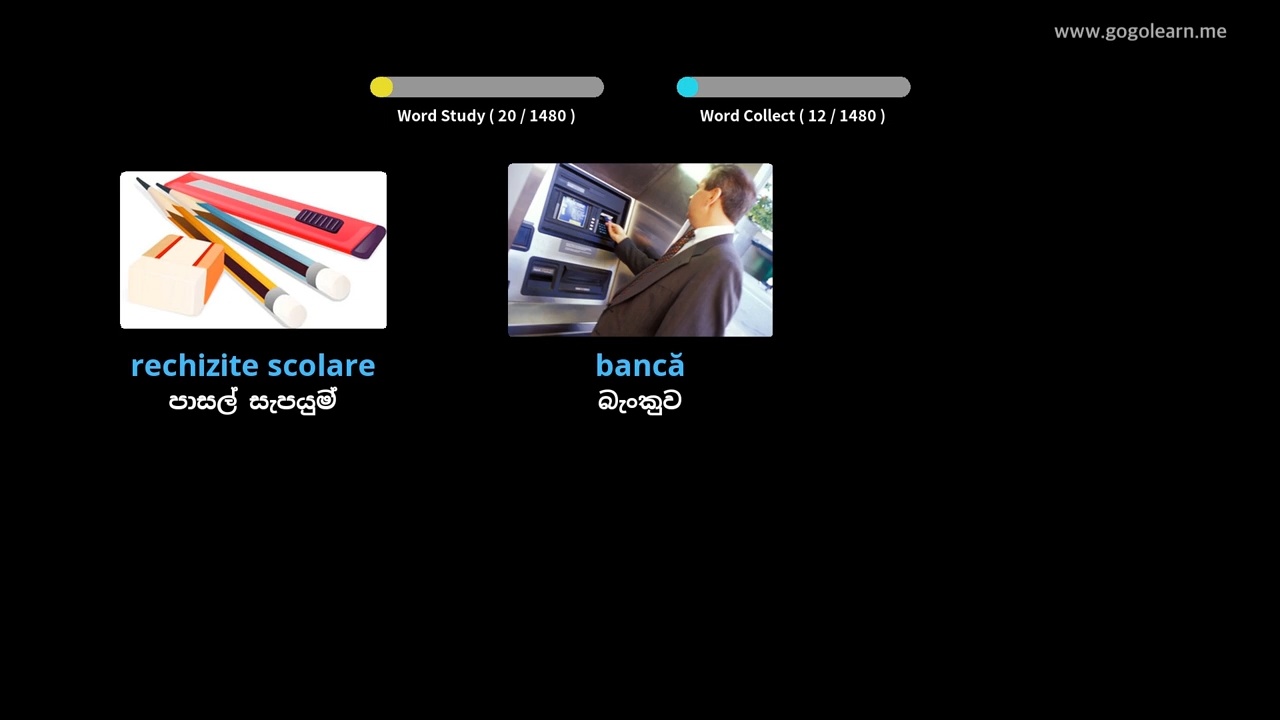 www.gogolearn.me
Word Study ( 20 / 1480 )
Word Collect ( 12 / 1480 )
rechizite scolare
පාසල් සැපයුම්
bancă
බැංකුව